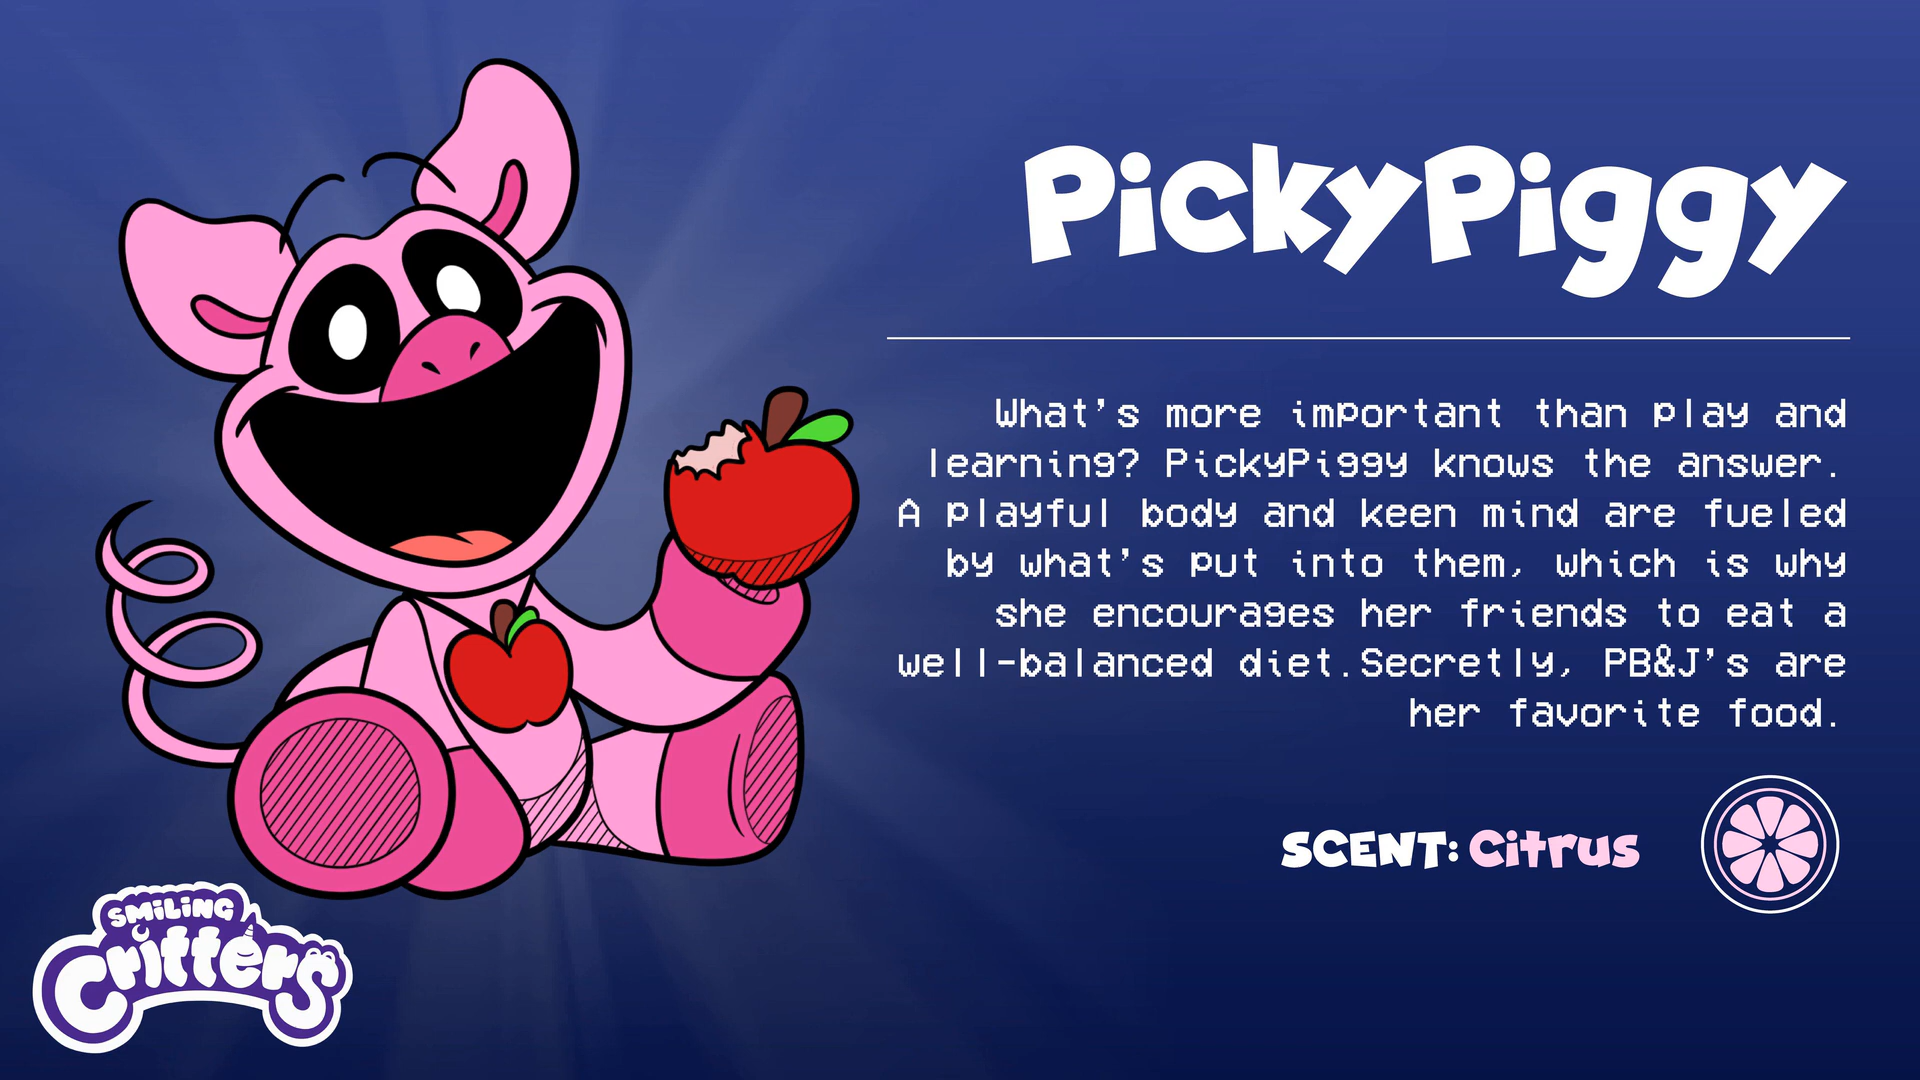 PickyPiggy
What's more important than play and
learning? PickyPiggy knows the answer.
A playful body and keen mind are fueled
by what's put into them, which is why
she encourages her friends to eat a
well-balanced diet.Secretly, PB&J's are
her favorite food.
SCENT: Citrus
SMiLiNG
Critters